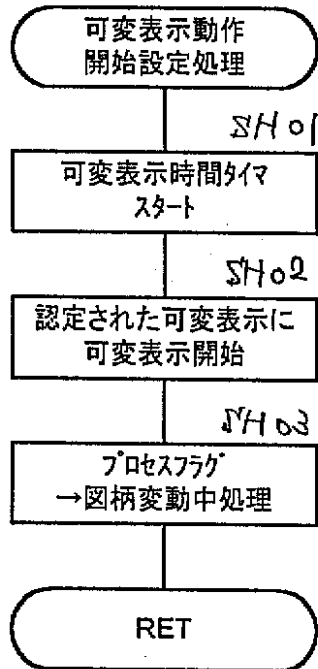 可変表示動作
開始設定処理
SH01
可変表示時間タイマ
スタート
SH02
認定された可変表示に
可変表示開始
SH03
プロセスフラグ
→図柄変動中処理
RET